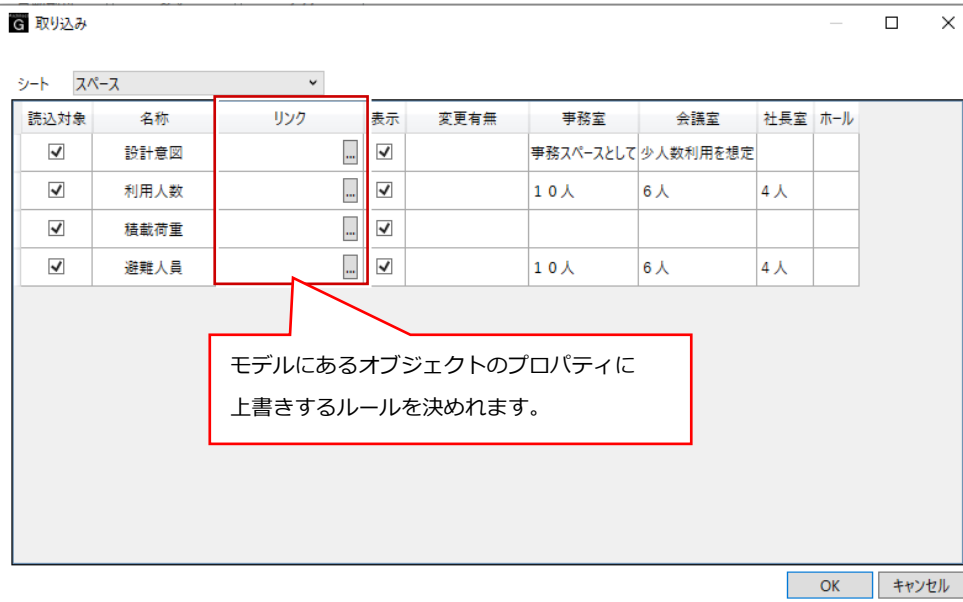 G 取り込み
シート スペース
読込対象 名称 リンク 表示 変更有無 事務室 会議室 社長室 ホール
設計意図 ... 事務スペースとして 少人数利用を想定
利用人数 ... 10人 6人 4人
積載荷重 ...
避難人員 ... 10人 6人 4人
モデルにあるオブジェクトのプロパティに
上書きするルールを決めれます。
OK キャンセル